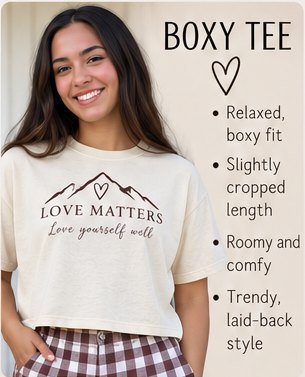 BOXY TEE
• Relaxed,
boxy fit
• Slightly
cropped
length
• Roomy and
comfy
• Trendy,
laid-back
style
LOVE MATTERS
Love yourself well